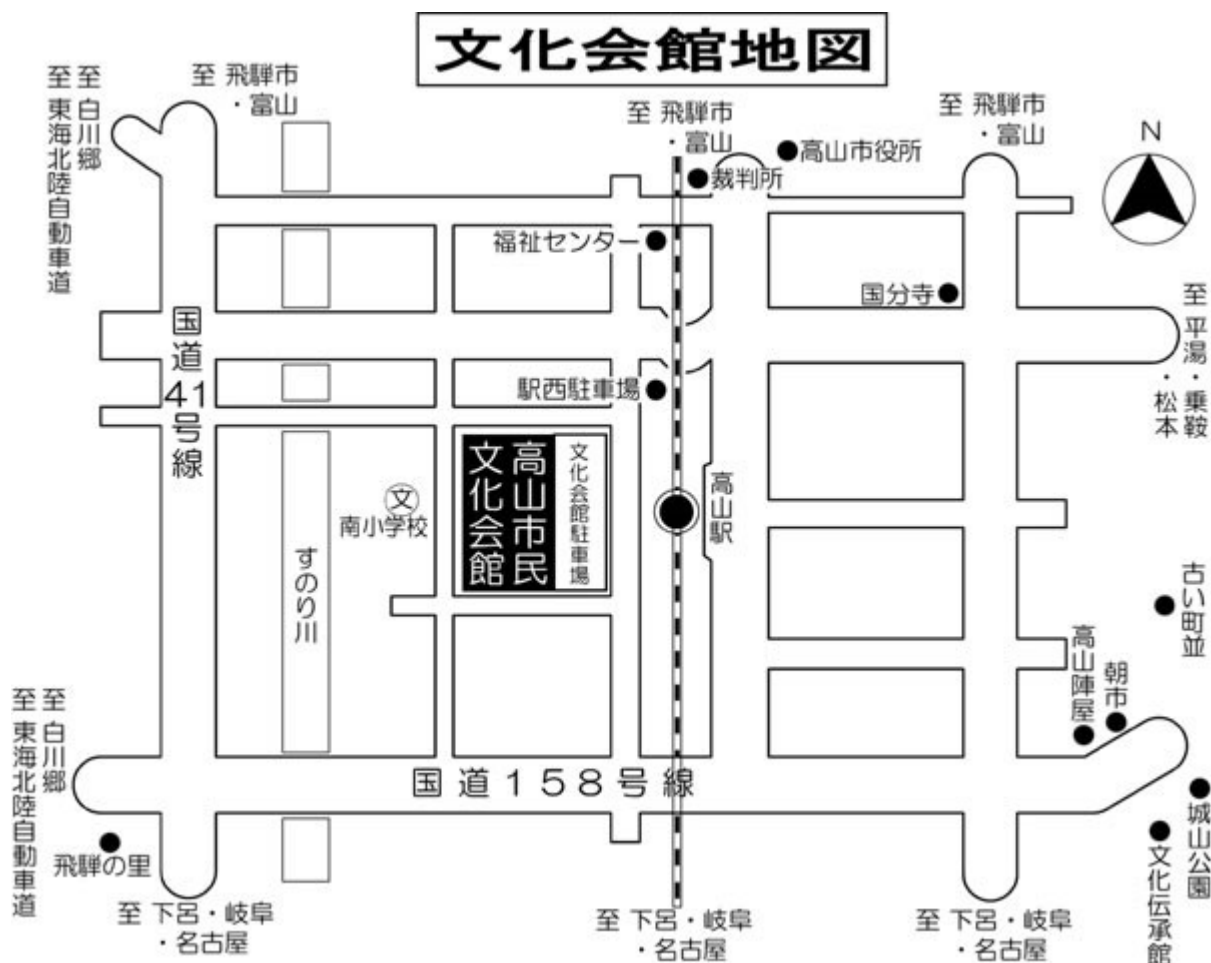 文化会館地図
至 白川郷
至 東海北陸自動車道
至 飛騨市
・富山
至 飛騨市
・富山
至 飛騨市
・富山
N
高山市役所
裁判所
福祉センター
国分寺
至 平湯・乗鞍
・松本
国道41号線
駅西駐車場
高山市民
文化会館
文化会館駐車場
高山駅
文
南小学校
すのり川
古い町並
朝市
高山陣屋
至 白川郷
至 東海北陸自動車道
国道158号線
城山公園
文化伝承館
飛騨の里
至 下呂・岐阜
・名古屋
至 下呂・岐阜
・名古屋
至 下呂・岐阜
・名古屋